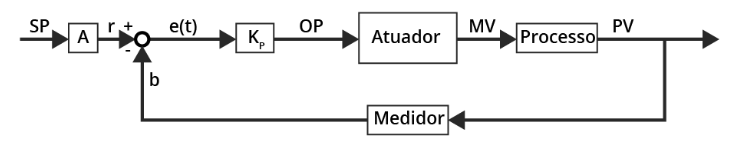 SP A r + e(t) K_P OP Atuador MV Processo PV
-
b
Medidor